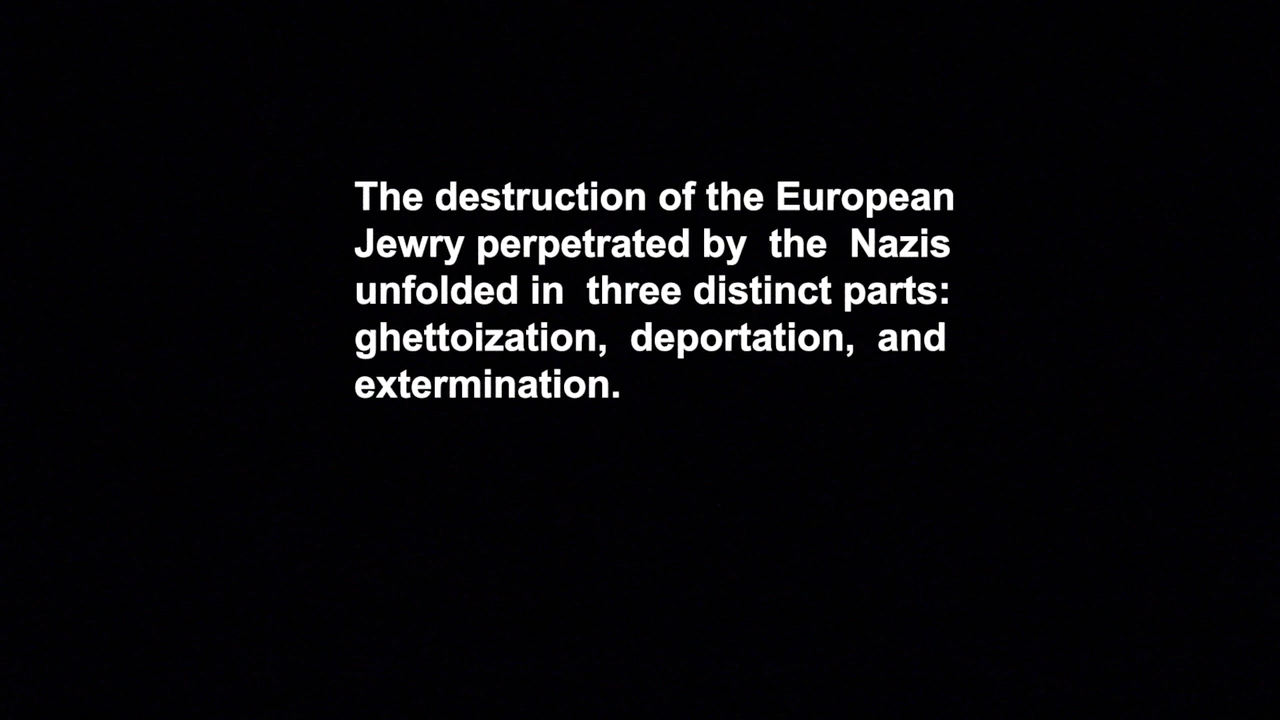 The destruction of the European
Jewry perpetrated by the Nazis
unfolded in three distinct parts:
ghettoization, deportation, and
extermination.